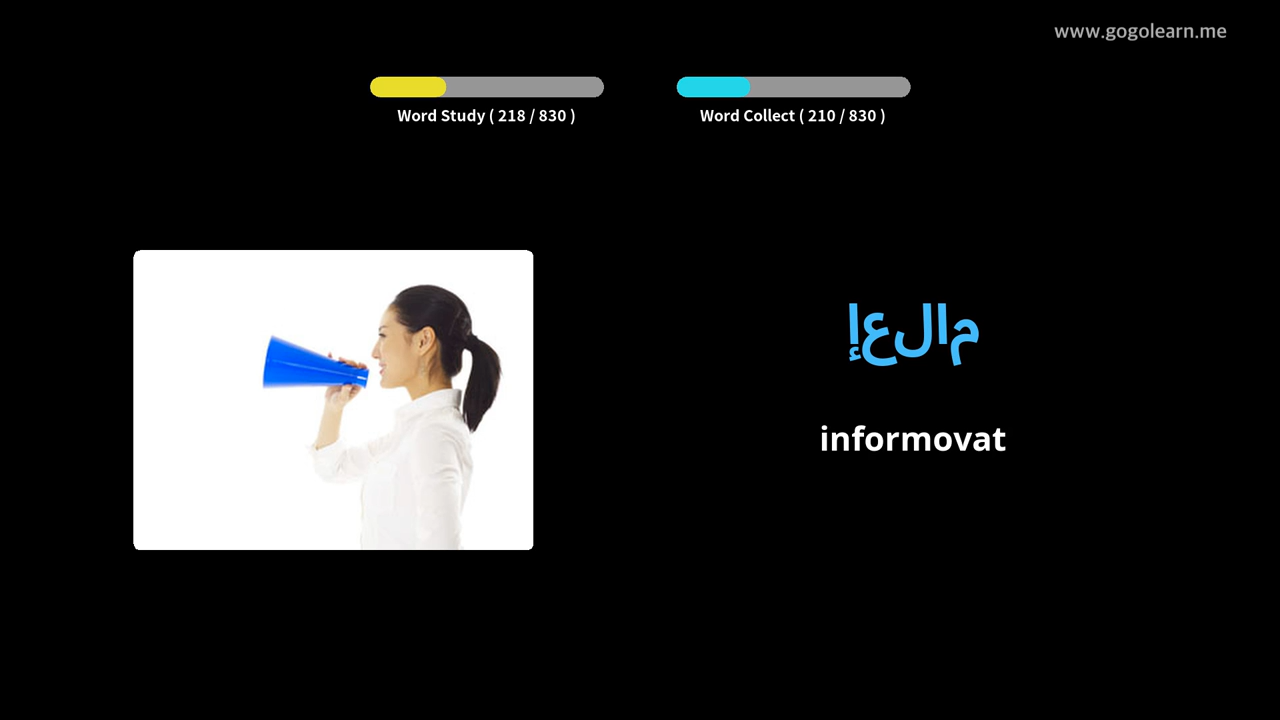 www.gogolearn.me
Word Study ( 218 / 830 )
Word Collect ( 210 / 830 )
إعلام
informovat